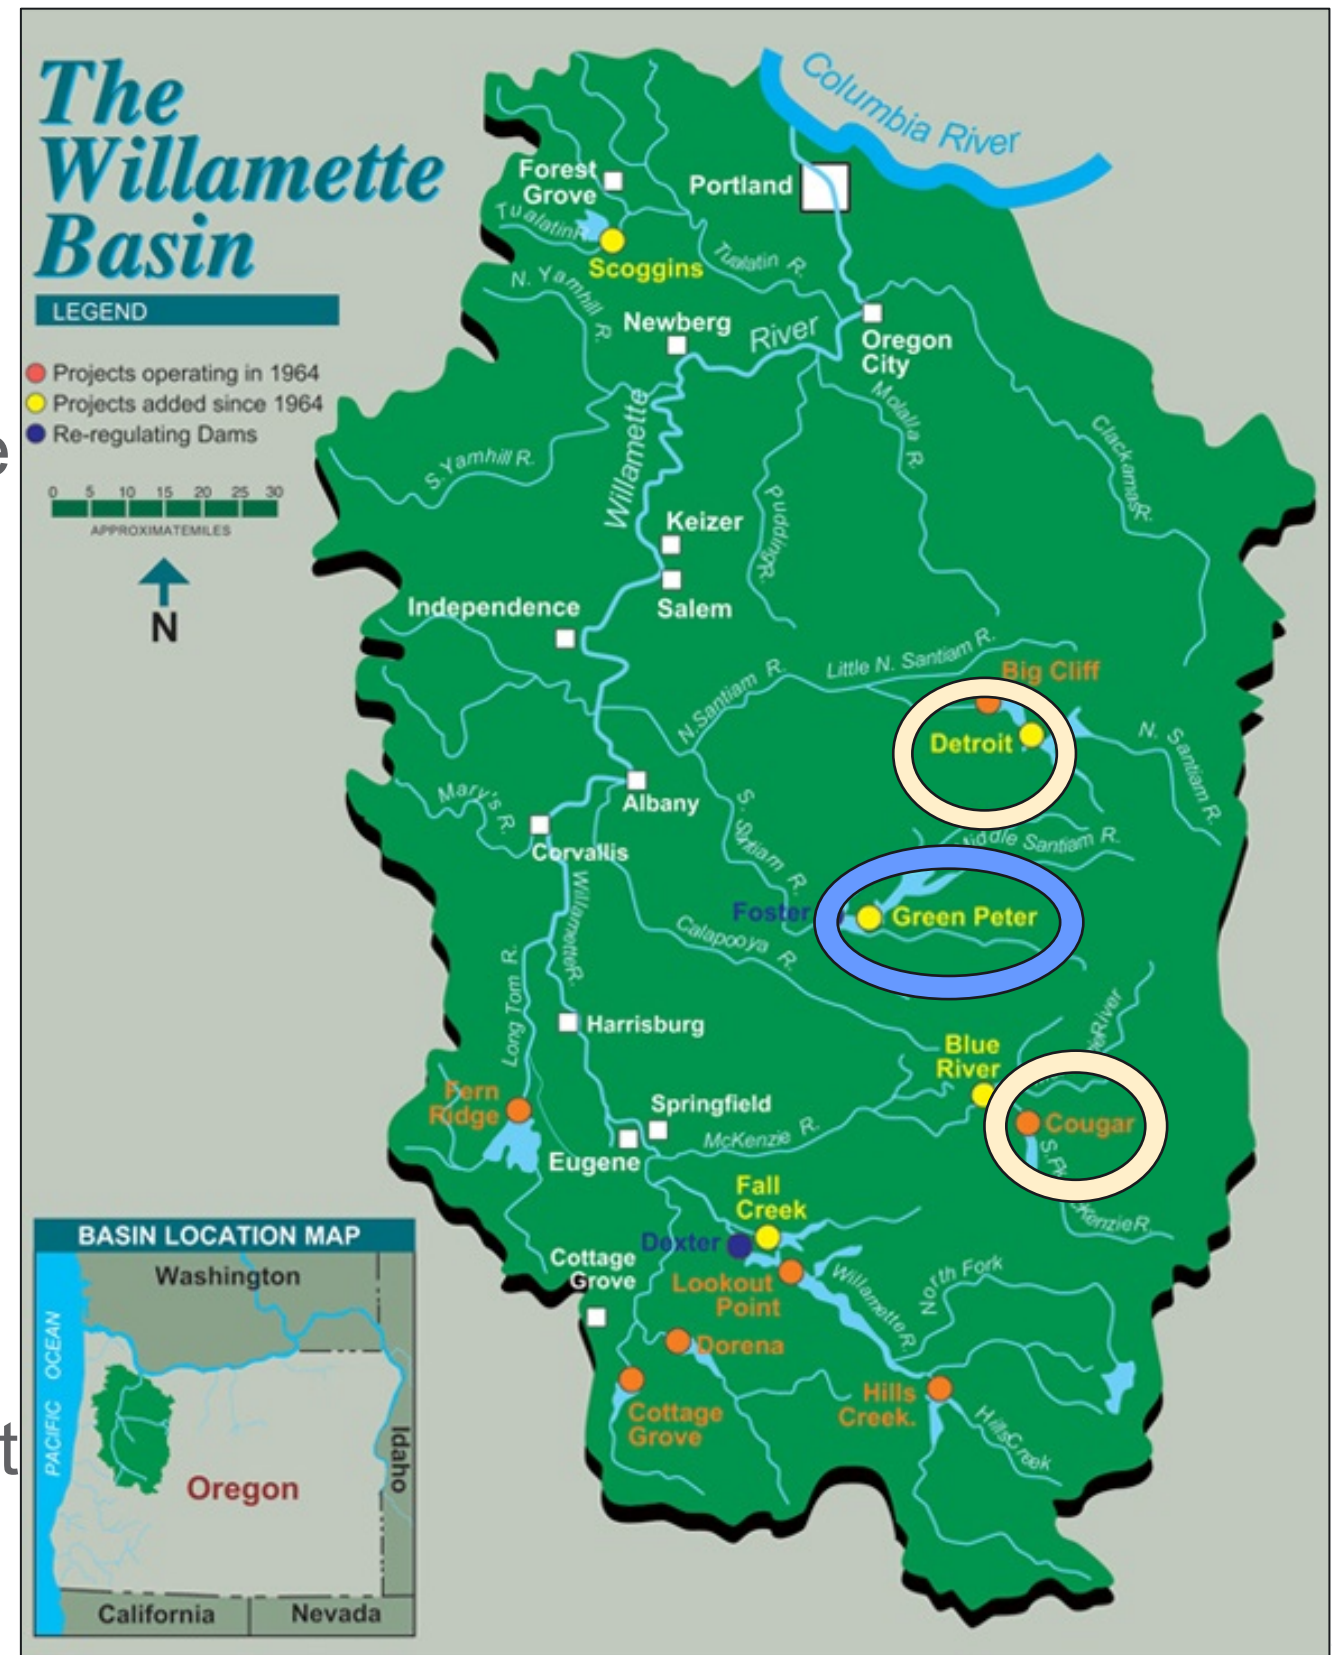 The
Willamette
Basin
LEGEND
Projects operating in 1964
Projects added since 1964
Re-regulating Dams
0 5 10 15 20 25 30
APPROXIMATEMILES
N
Columbia River
Forest
Grove
Portland
Tualatin R.
Scoggins
Tualatin R.
N. Yamhill R.
Newberg
River
Oregon
City
Willamette
Molalla R.
Clackamas R.
S. Yamhill R.
Pudding R.
Keizer
Salem
Independence
Little N. Santiam R.
Big Cliff
N. Santiam R.
Detroit
N. Santiam R.
Albany
Mary's R.
Corvallis
S. Santiam R.
Middle Santiam R.
Foster
Green Peter
Willamette R.
Calapooya R.
Long Tom R.
Harrisburg
Blue
River
River
Fern
Ridge
Springfield
McKenzie R.
Cougar
Eugene
Fall
Creek
Dexter
Cottage
Grove
Lookout
Point
Willamette R.
North Fork
Dorena
Cottage
Grove
Hills
Creek.
Hills Creek
BASIN LOCATION MAP
Washington
PACIFIC OCEAN
Idaho
Oregon
California
Nevada
e
t